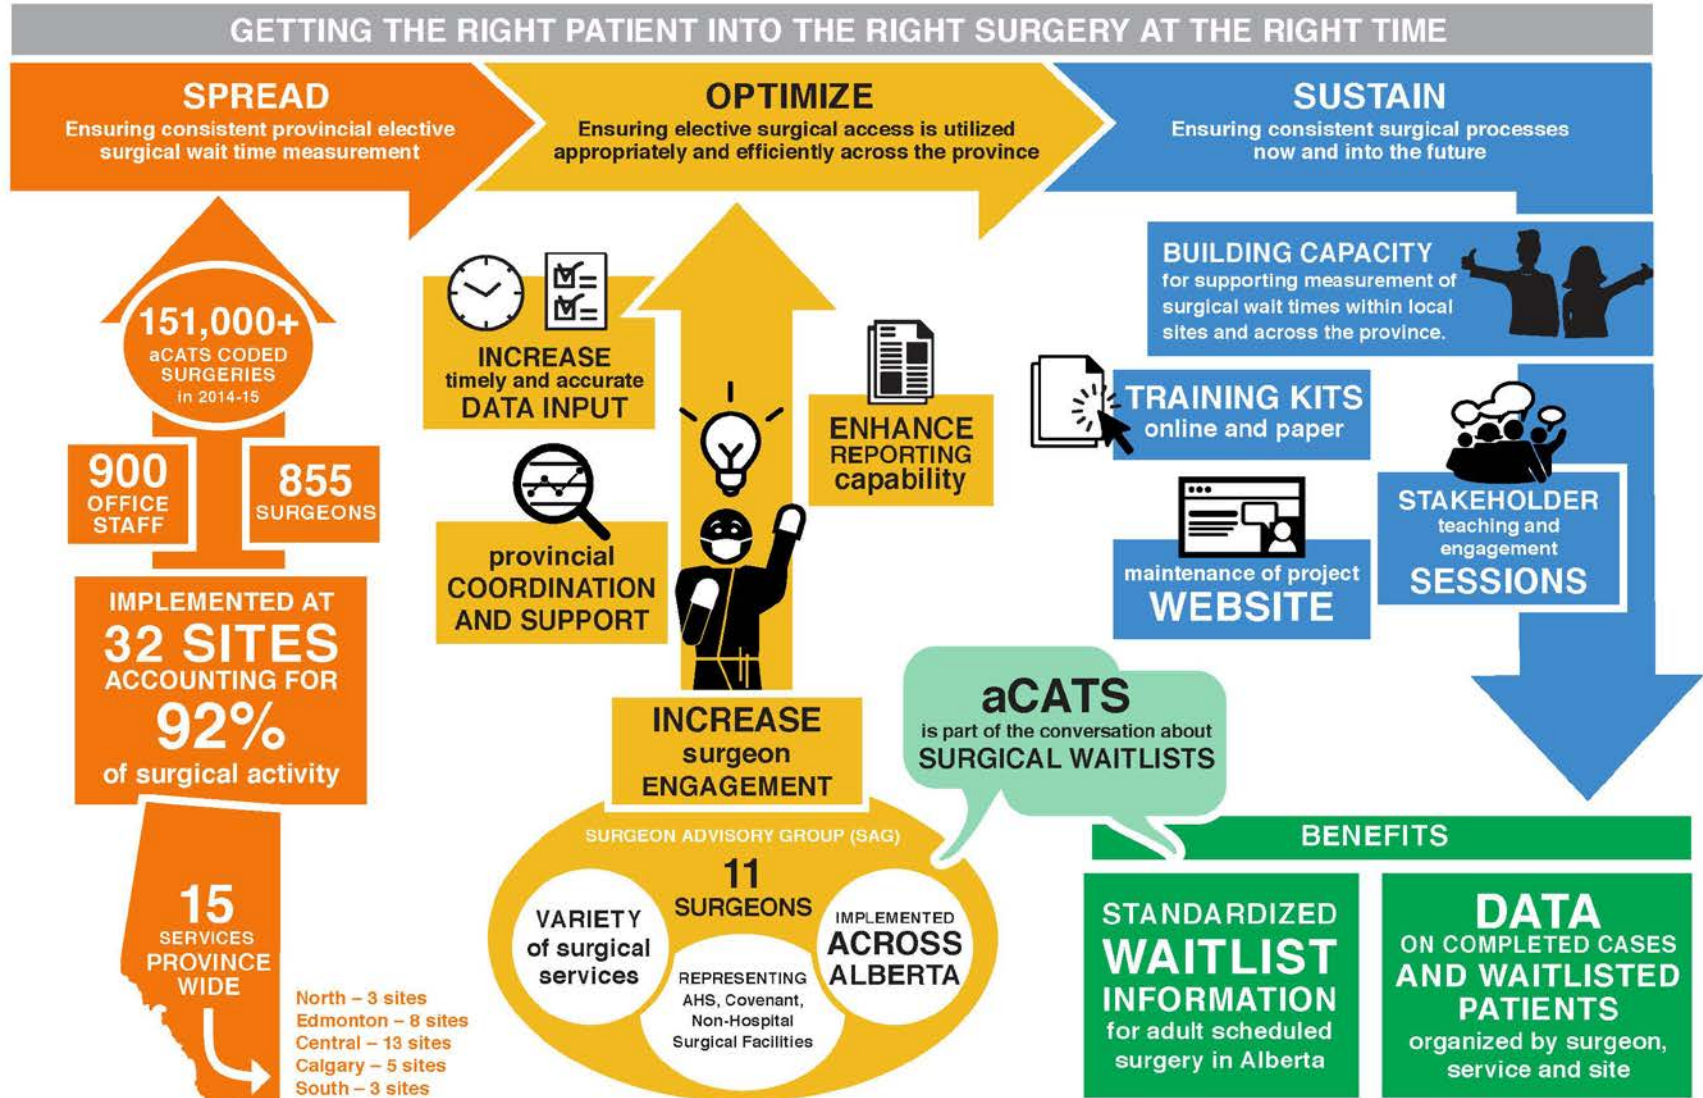 GETTING THE RIGHT PATIENT INTO THE RIGHT SURGERY AT THE RIGHT TIME
SPREAD
Ensuring consistent provincial elective
surgical wait time measurement
OPTIMIZE
Ensuring elective surgical access is utilized
appropriately and efficiently across the province
SUSTAIN
Ensuring consistent surgical processes
now and into the future
151,000+
aCATS CODED
SURGERIES
in 2014-15
900
OFFICE
STAFF
855
SURGEONS
IMPLEMENTED AT
32 SITES
ACCOUNTING FOR
92%
of surgical activity
15
SERVICES
PROVINCE
WIDE
North – 3 sites
Edmonton – 8 sites
Central – 13 sites
Calgary – 5 sites
South – 3 sites
INCREASE
timely and accurate
DATA INPUT
provincial
COORDINATION
AND SUPPORT
ENHANCE
REPORTING
capability
INCREASE
surgeon
ENGAGEMENT
SURGEON ADVISORY GROUP (SAG)
11
SURGEONS
VARIETY
of surgical
services
REPRESENTING
AHS, Covenant,
Non-Hospital
Surgical Facilities
IMPLEMENTED
ACROSS
ALBERTA
aCATS
is part of the conversation about
SURGICAL WAITLISTS
BUILDING CAPACITY
for supporting measurement of
surgical wait times within local
sites and across the province.
TRAINING KITS
online and paper
maintenance of project
WEBSITE
STAKEHOLDER
teaching and
engagement
SESSIONS
BENEFITS
STANDARDIZED
WAITLIST
INFORMATION
for adult scheduled
surgery in Alberta
DATA
ON COMPLETED CASES
AND WAITLISTED
PATIENTS
organized by surgeon,
service and site